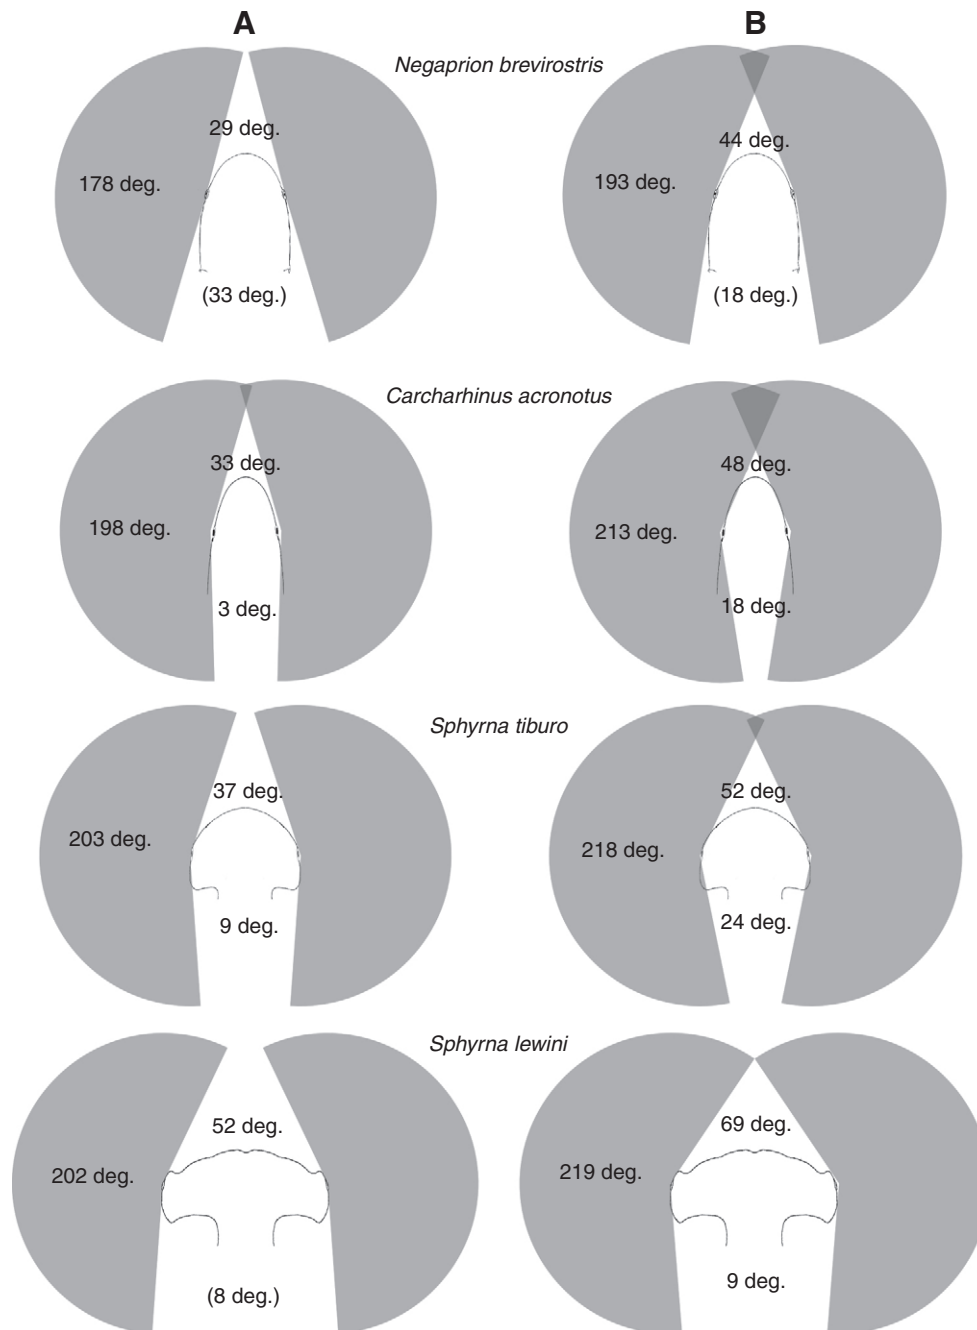 A
B
Negaprion brevirostris
29 deg.
44 deg.
178 deg.
193 deg.
(33 deg.)
(18 deg.)
Carcharhinus acronotus
33 deg.
48 deg.
198 deg.
213 deg.
3 deg.
18 deg.
Sphyrna tiburo
37 deg.
52 deg.
203 deg.
218 deg.
9 deg.
24 deg.
Sphyrna lewini
52 deg.
69 deg.
202 deg.
219 deg.
(8 deg.)
9 deg.